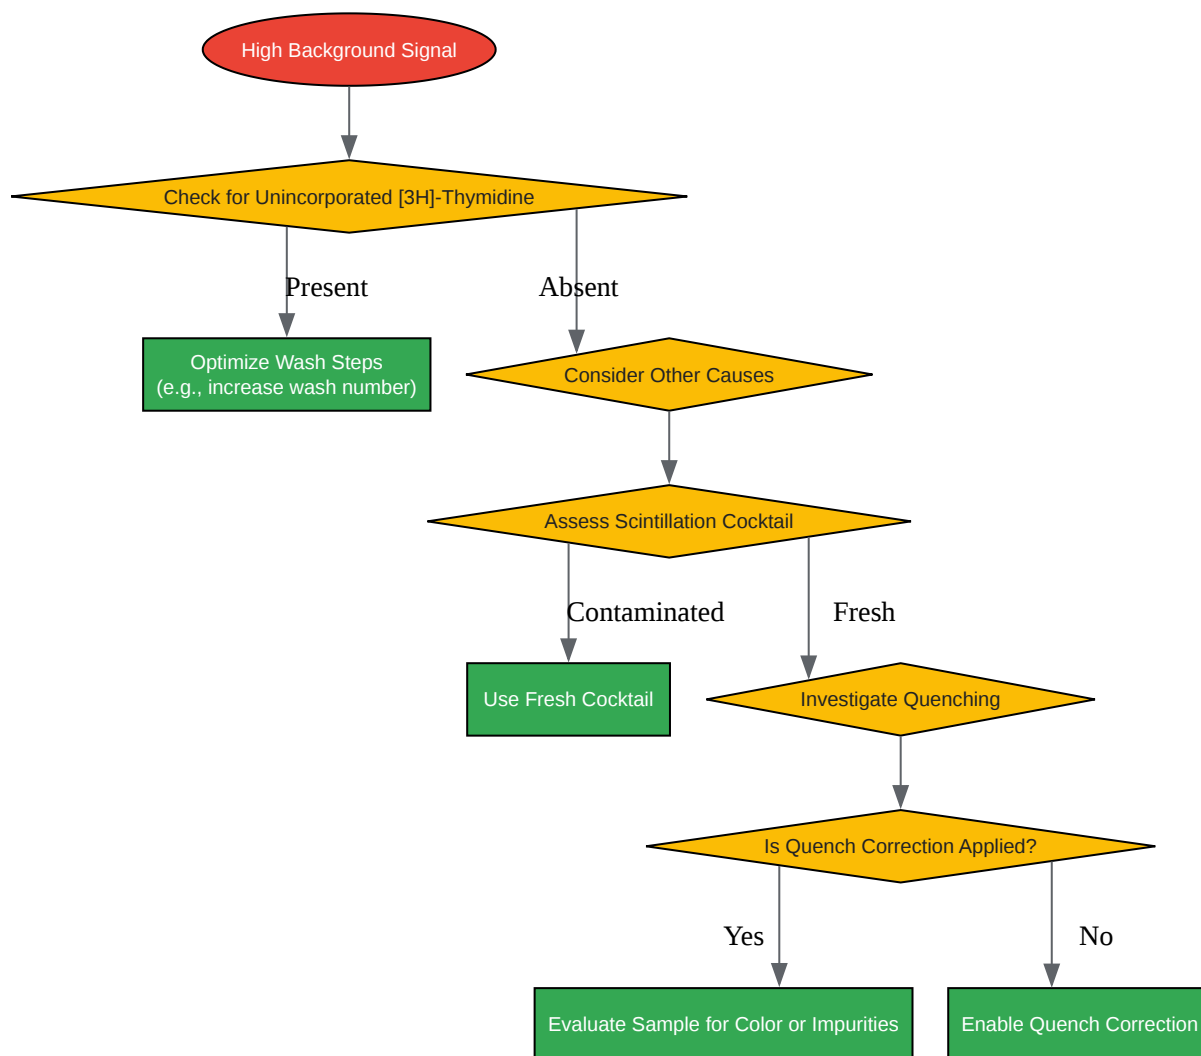 High Background Signal
Check for Unincorporated [3H]-Thymidine
Present
Absent
Optimize Wash Steps
(e.g., increase wash number)
Consider Other Causes
Assess Scintillation Cocktail
Contaminated
Fresh
Use Fresh Cocktail
Investigate Quenching
Is Quench Correction Applied?
Yes
No
Evaluate Sample for Color or Impurities
Enable Quench Correction